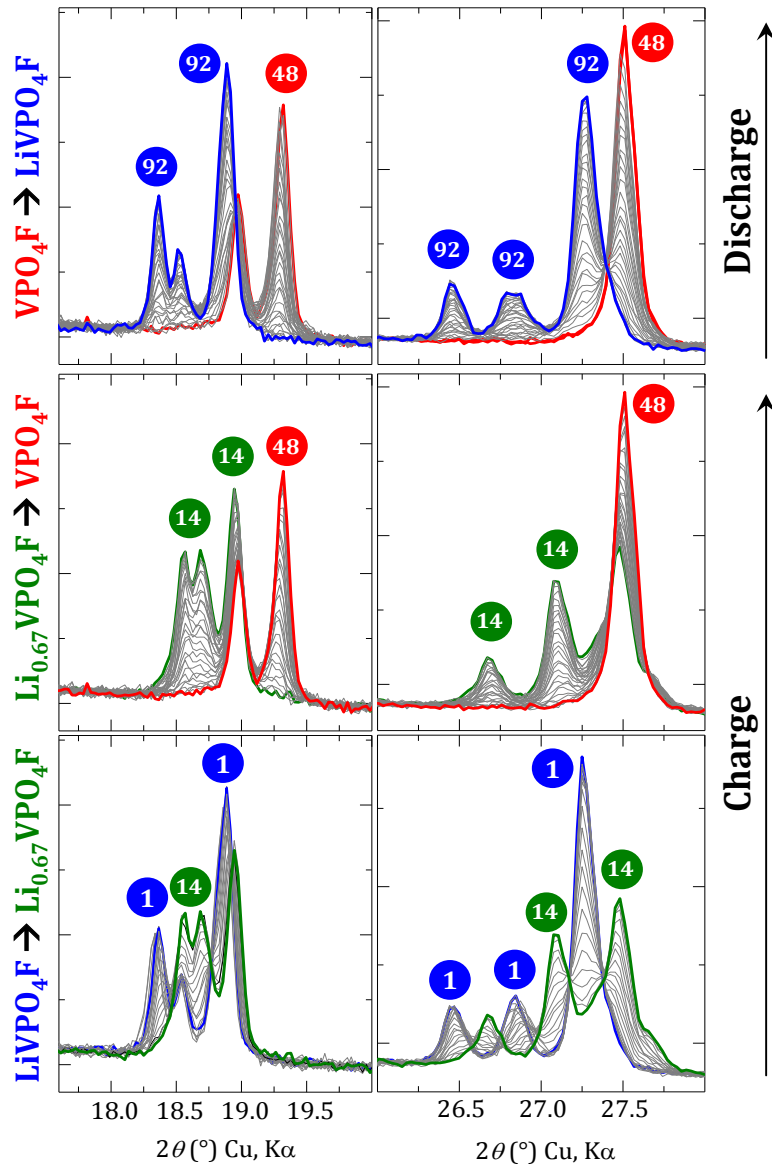 VPO₄F → LiVPO₄F
92
92
48
92
92
92
48
Discharge
Li₀.₆₇VPO₄F → VPO₄F
14
14
48
14
14
48
Charge
LiVPO₄F → Li₀.₆₇VPO₄F
1
14
1
1
1
14
1
14
18.0 18.5 19.0 19.5
26.5 27.0 27.5
2θ (°) Cu, Kα
2θ (°) Cu, Kα